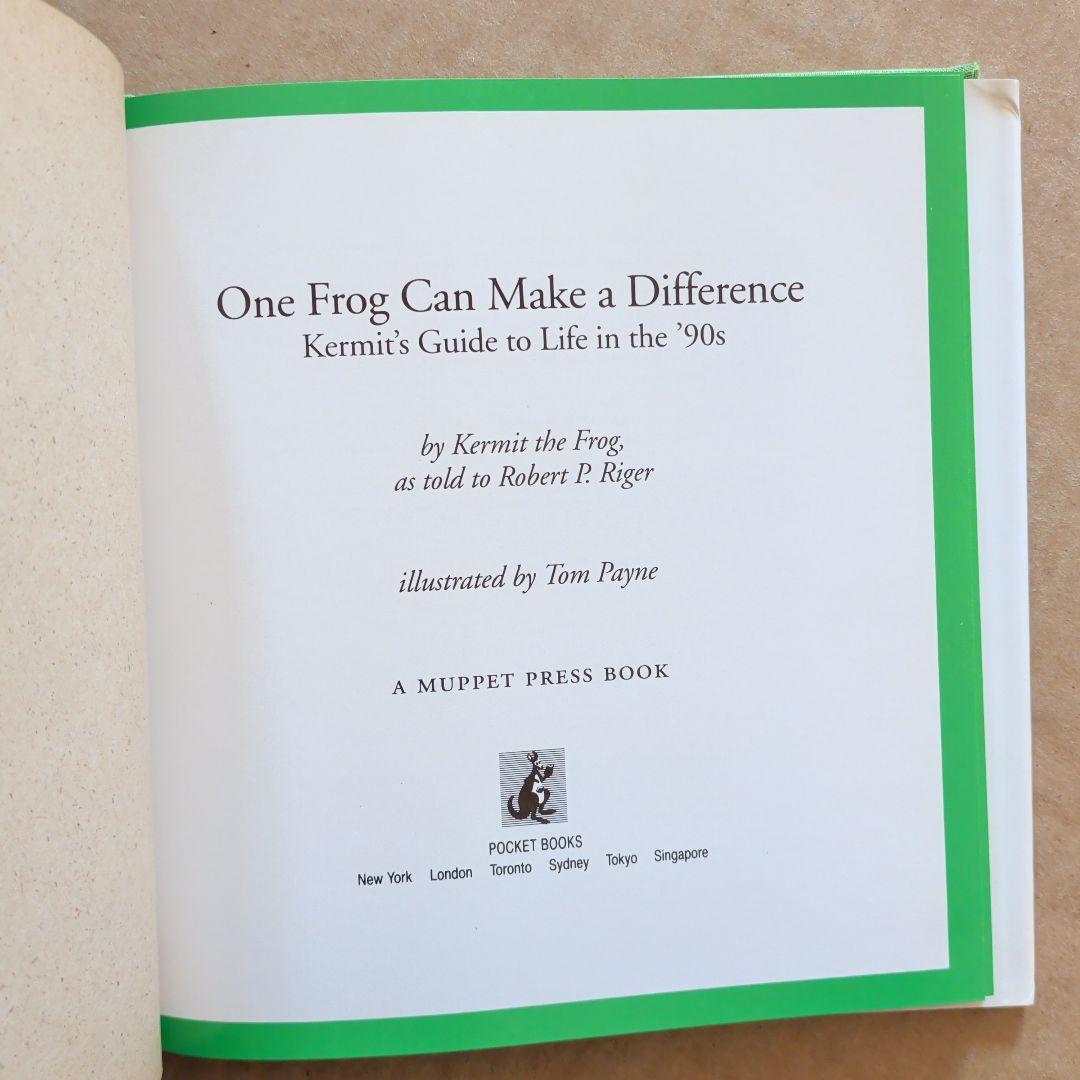 One Frog Can Make a Difference
Kermit's Guide to Life in the ’90s
by Kermit the Frog,
as told to Robert P. Riger
illustrated by Tom Payne
A MUPPET PRESS BOOK
POCKET BOOKS
New York London Toronto Sydney Tokyo Singapore